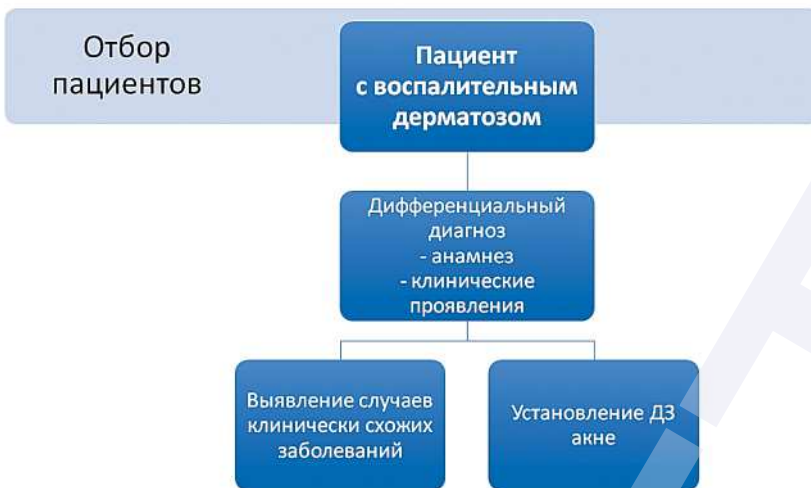 Отбор
пациентов
Пациент
с воспалительным
дерматозом
Дифференциальный
диагноз
- анамнез
- клинические
проявления
Выявление случаев
клинически схожих
заболеваний
Установление ДЗ
акне